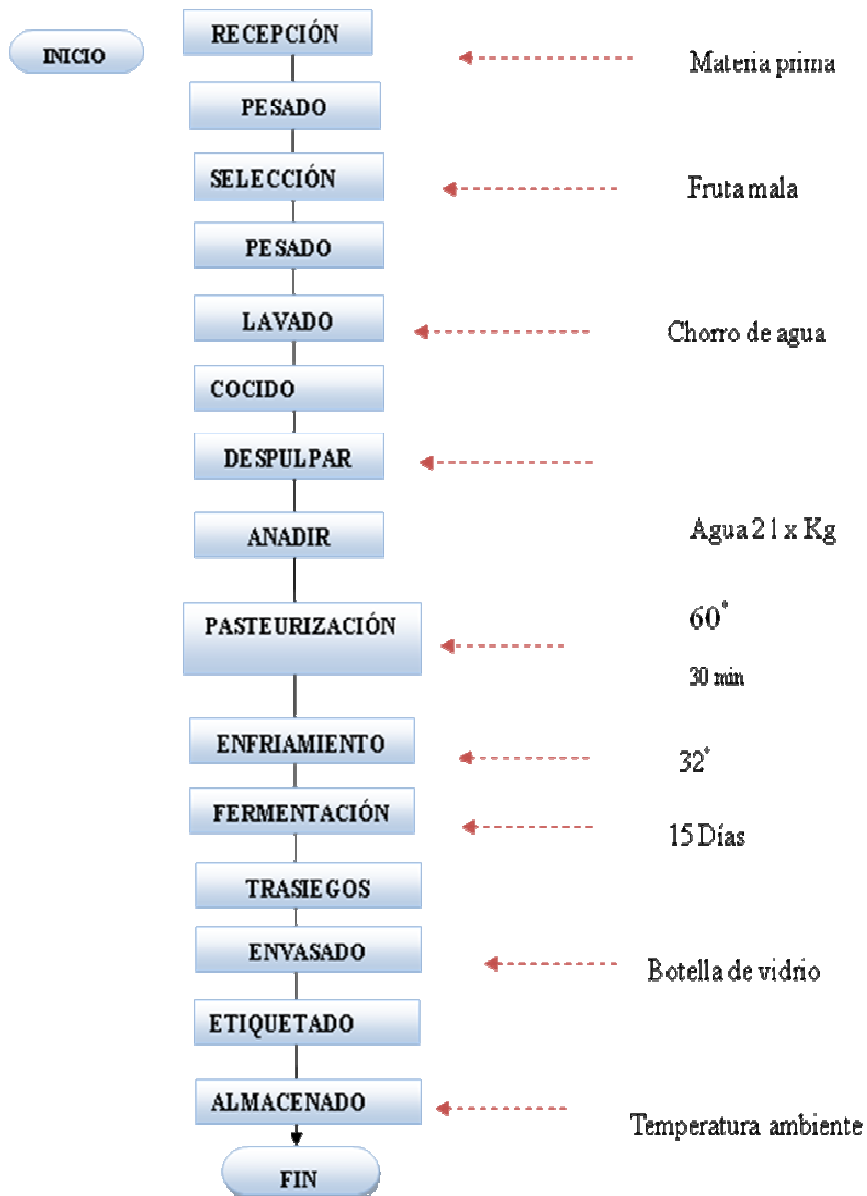 INICIO
RECEPCIÓN
Materia prima
PESADO
SELECCIÓN
Fruta mala
PESADO
LAVADO
Chorro de agua
COCIDO
DESPULPAR
Agua 2 l x Kg
ANADIR
60°
PASTEURIZACIÓN
30 min
ENFRIAMIENTO
32°
FERMENTACIÓN
15 Días
TRASIEGOS
ENVASADO
Botella de vidrio
ETIQUETADO
ALMACENADO
Temperatura ambiente
FIN